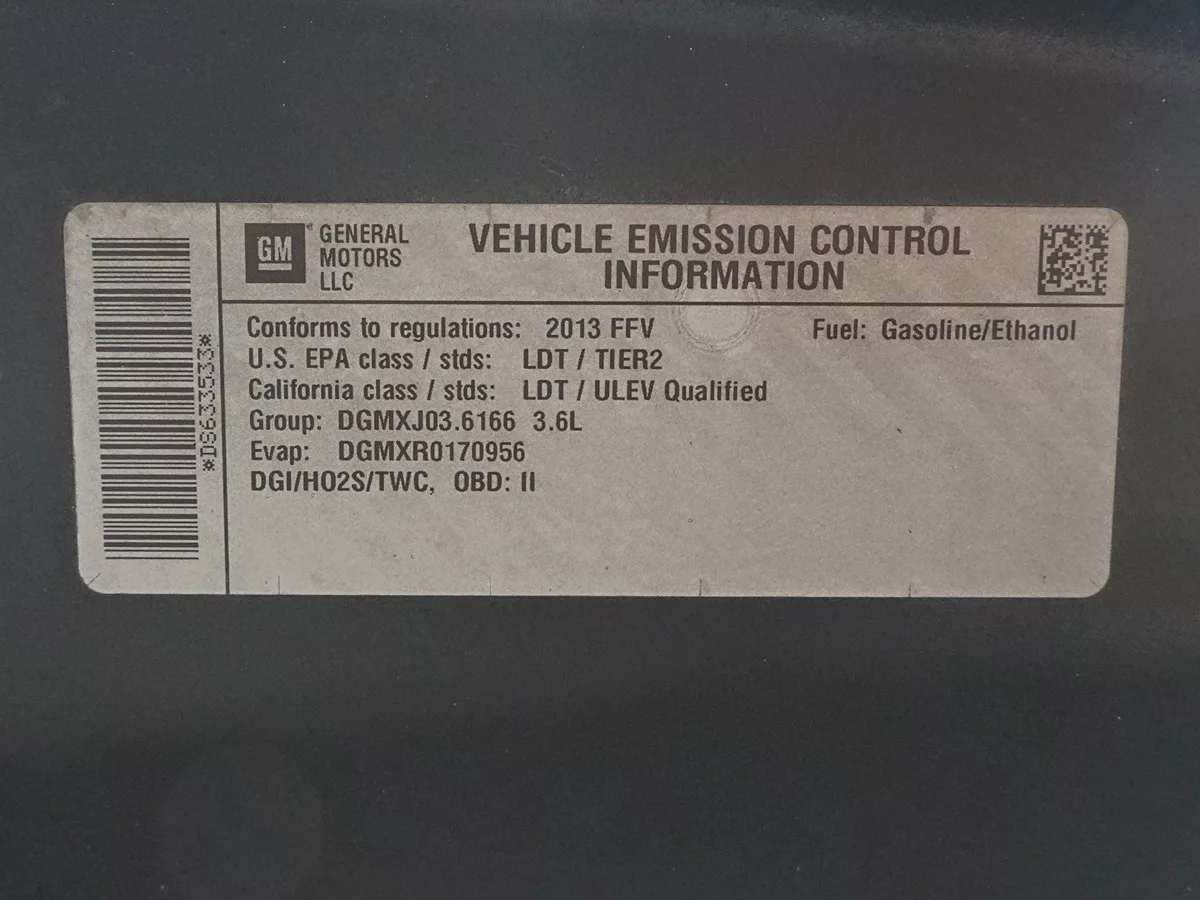 *DS633533*
GM
GENERAL
MOTORS
LLC
VEHICLE EMISSION CONTROL
INFORMATION
Conforms to regulations: 2013 FFV Fuel: Gasoline/Ethanol
U.S. EPA class / stds: LDT / TIER2
California class / stds: LDT / ULEV Qualified
Group: DGMXJ03.6166 3.6L
Evap: DGMXR0170956
DGI/HO2S/TWC, OBD: II